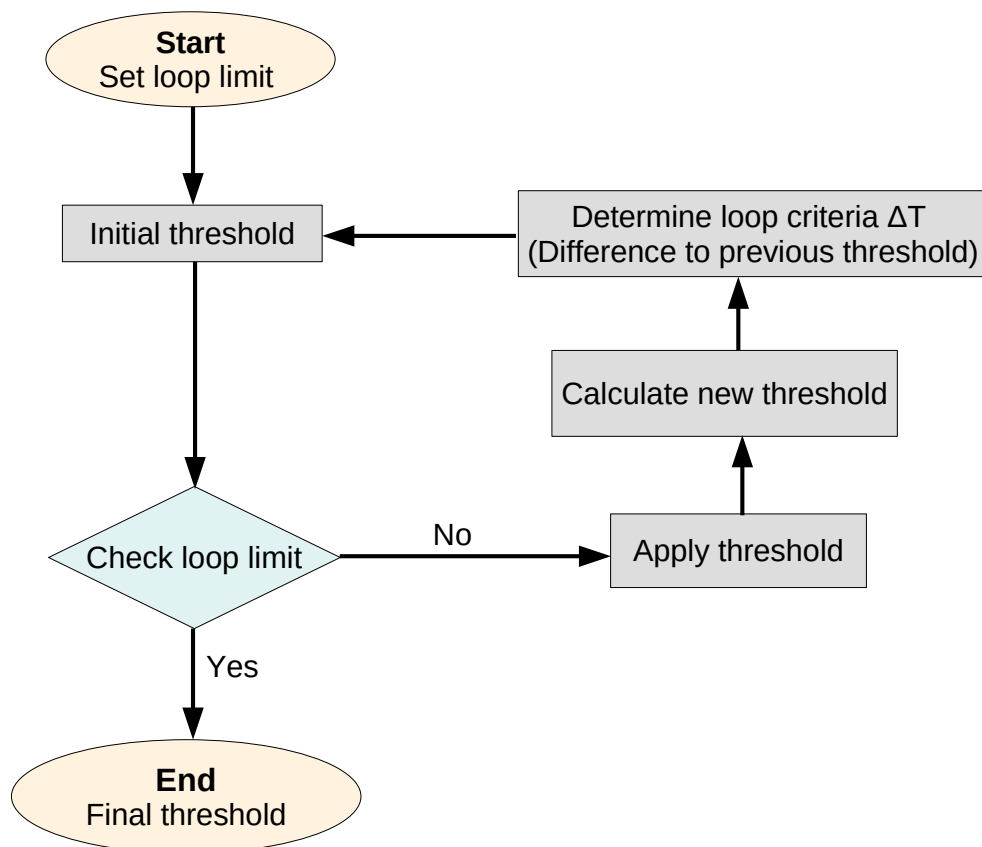 Start
Set loop limit
Initial threshold
Determine loop criteria ΔT
(Difference to previous threshold)
Calculate new threshold
Check loop limit
No
Apply threshold
Yes
End
Final threshold